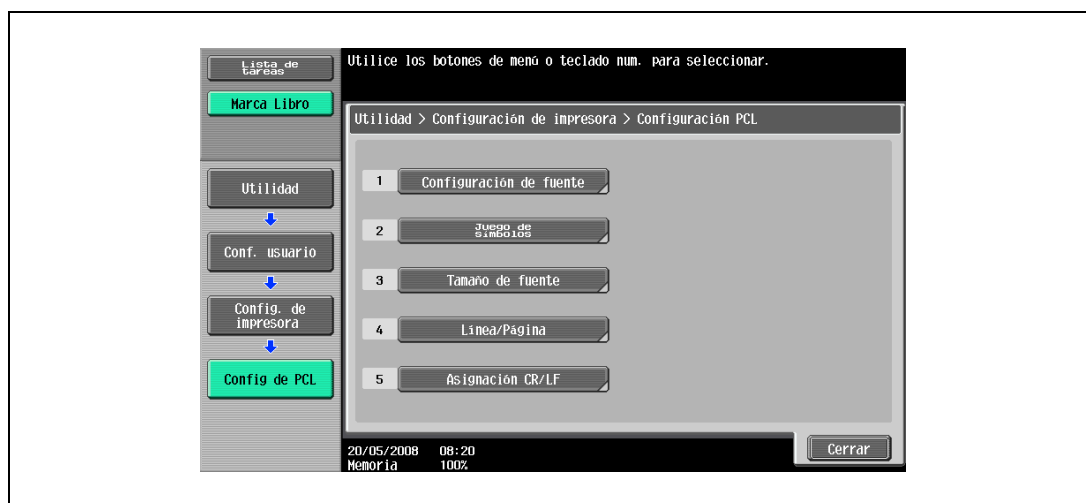 Lista de
tareas
Marca Libro
Utilidad
Conf. usuario
Config. de
impresora
Config de PCL
Utilice los botones de menú o teclado num. para seleccionar.
Utilidad > Configuración de impresora > Configuración PCL
1 Configuración de fuente
2 Juego de
símbolos
3 Tamaño de fuente
4 Línea/Página
5 Asignación CR/LF
20/05/2008 08:20
Memoria 100%
Cerrar